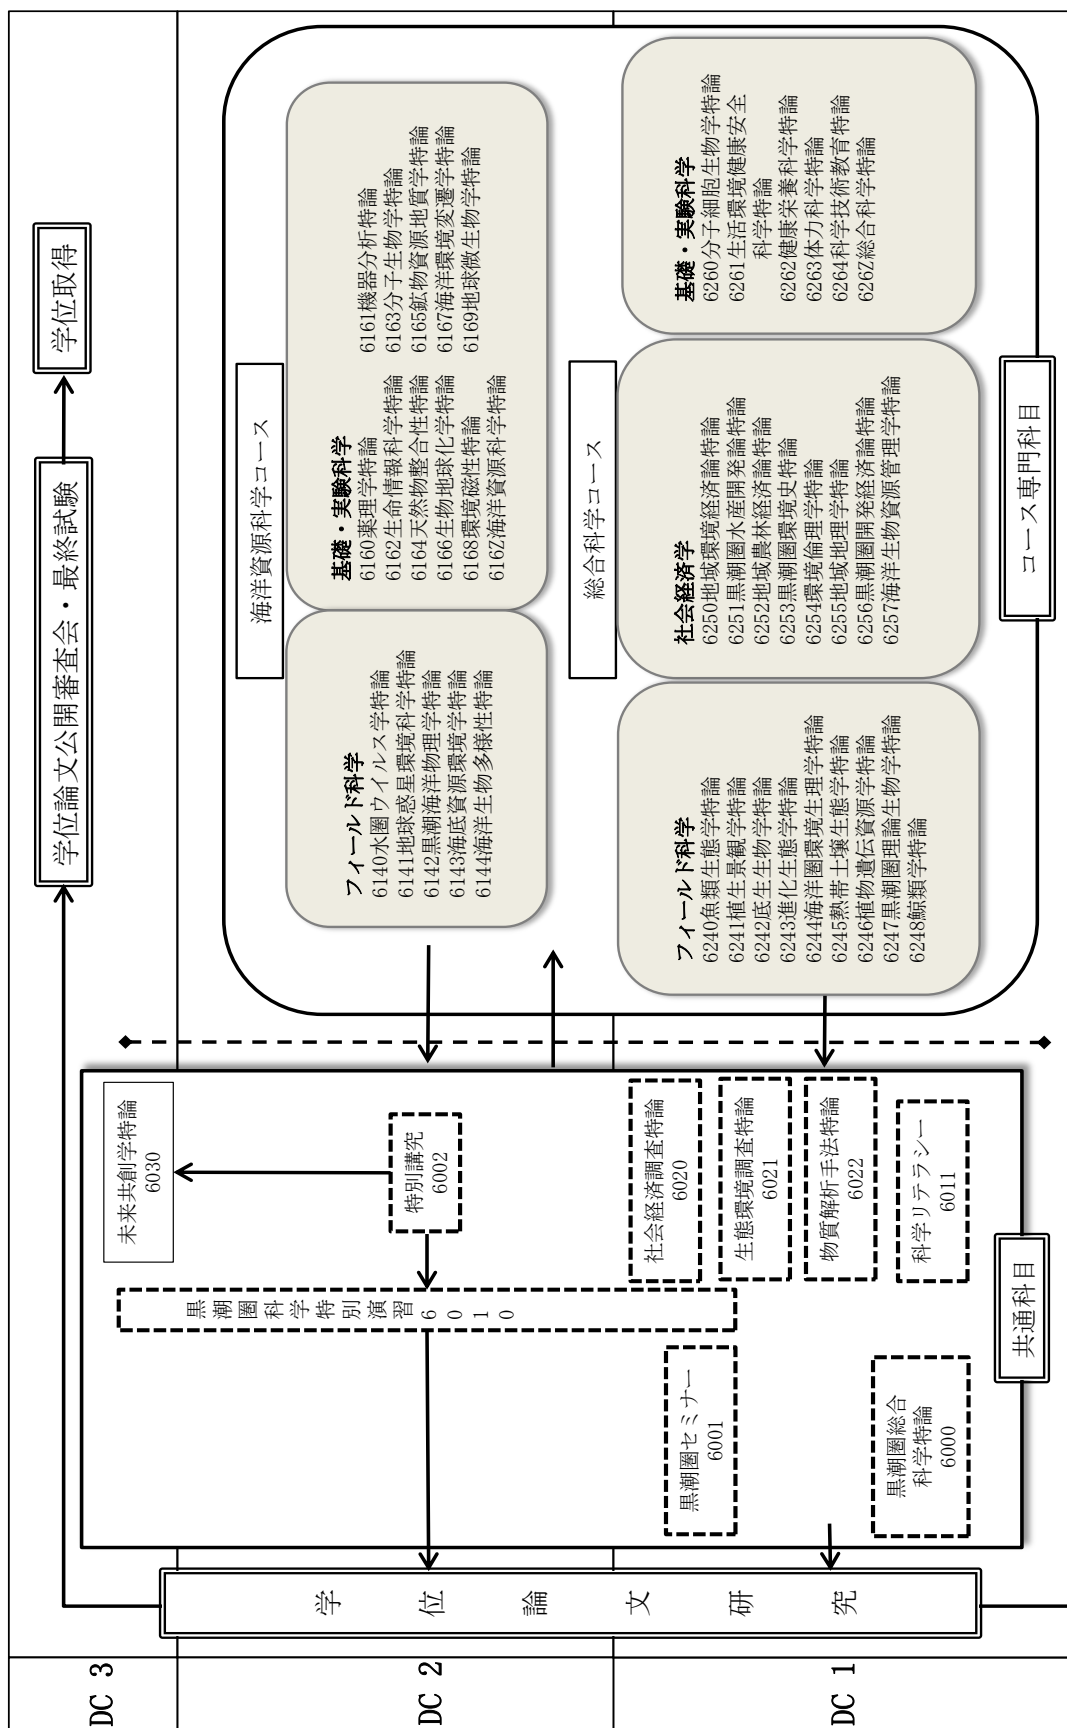 DC 3
DC 2
DC 1
学位論文公開審査会・最終試験
学位取得
学位論文研究
未来共創学特論
6030
特別講究
6002
黒潮圏科学特別演習6010
黒潮圏セミナー
6001
社会経済調査特論
6020
生態環境調査特論
6021
物質解析手法特論
6022
黒潮圏総合
科学特論
6000
科学リテラシー
6011
共通科目
海洋資源科学コース
フィールド科学
6140水圏ウイルス学特論
6141地球惑星環境科学特論
6142黒潮海洋物理学特論
6143海底資源環境学特論
6144海洋生物多様性特論
基礎・実験科学
6160薬理学特論
6161機器分析特論
6162生命情報科学特論
6163分子生物学特論
6164天然物整合性特論
6165鉱物資源地質学特論
6166生物地球化学特論
6167海洋環境変遷学特論
6168環境磁性特論
6169地球微生物学特論
616Z海洋資源科学特論
総合科学コース
フィールド科学
6240魚類生態学特論
6241植生景観学特論
6242底生生物学特論
6243進化生態学特論
6244海洋圏環境生理学特論
6245熱帯土壌生態学特論
6246植物遺伝資源学特論
6247黒潮圏理論生物学特論
6248鯨類学特論
社会経済学
6250地域環境経済論特論
6251黒潮圏水産開発論特論
6252地域農林経済論特論
6253黒潮圏環境史特論
6254環境倫理学特論
6255地域地理学特論
6256黒潮圏開発経済論特論
6257海洋生物資源管理学特論
基礎・実験科学
6260分子細胞生物学特論
6261生活環境健康安全
科学特論
6262健康栄養科学特論
6263体力科学特論
6264科学技術教育特論
626Z総合科学特論
コース専門科目